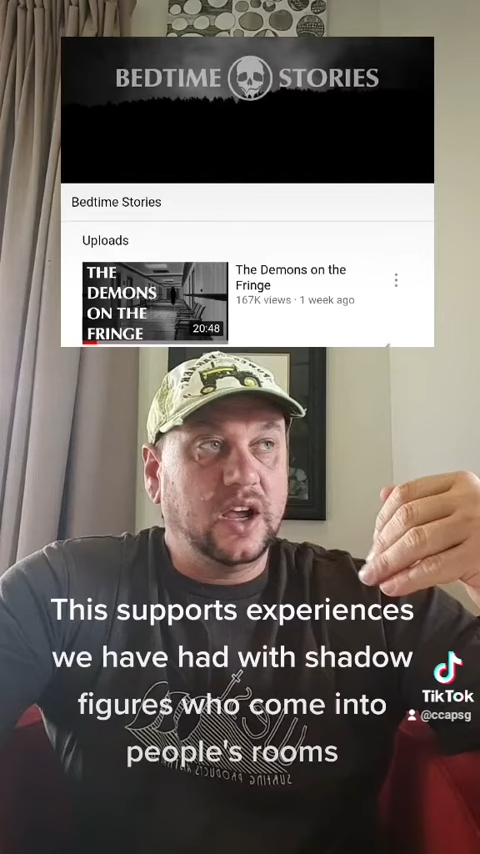 BEDTIME STORIES
Bedtime Stories
Uploads
THE
DEMONS
ON THE
FRINGE
20:48
The Demons on the
Fringe
167K views · 1 week ago
This supports experiences
we have had with shadow
figures who come into
people's rooms
TikTok
@ccapsg